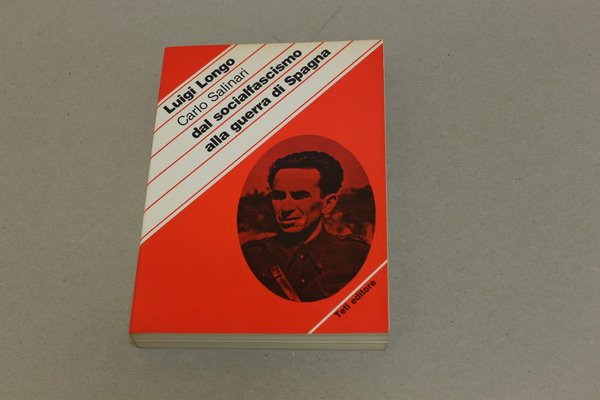 Luigi Longo
Carlo Salinari
dal socialfascismo
alla guerra di Spagna
Teti editore